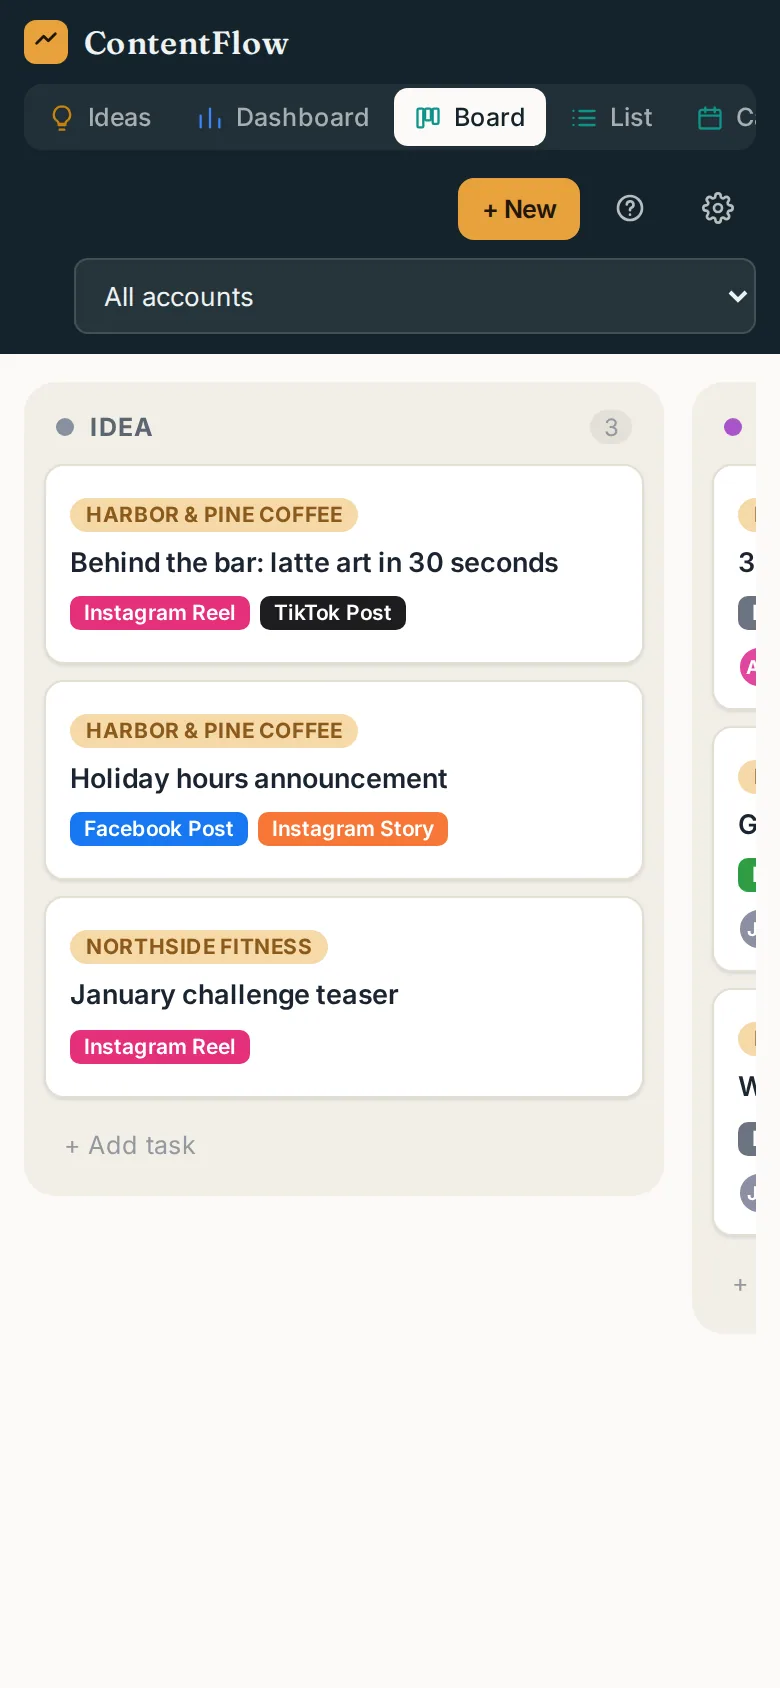 ContentFlow
Ideas Dashboard Board List
+ New
All accounts
IDEA 3
HARBOR & PINE COFFEE
Behind the bar: latte art in 30 seconds
Instagram Reel TikTok Post
HARBOR & PINE COFFEE
Holiday hours announcement
Facebook Post Instagram Story
NORTHSIDE FITNESS
January challenge teaser
Instagram Reel
+ Add task
3
G
W
+